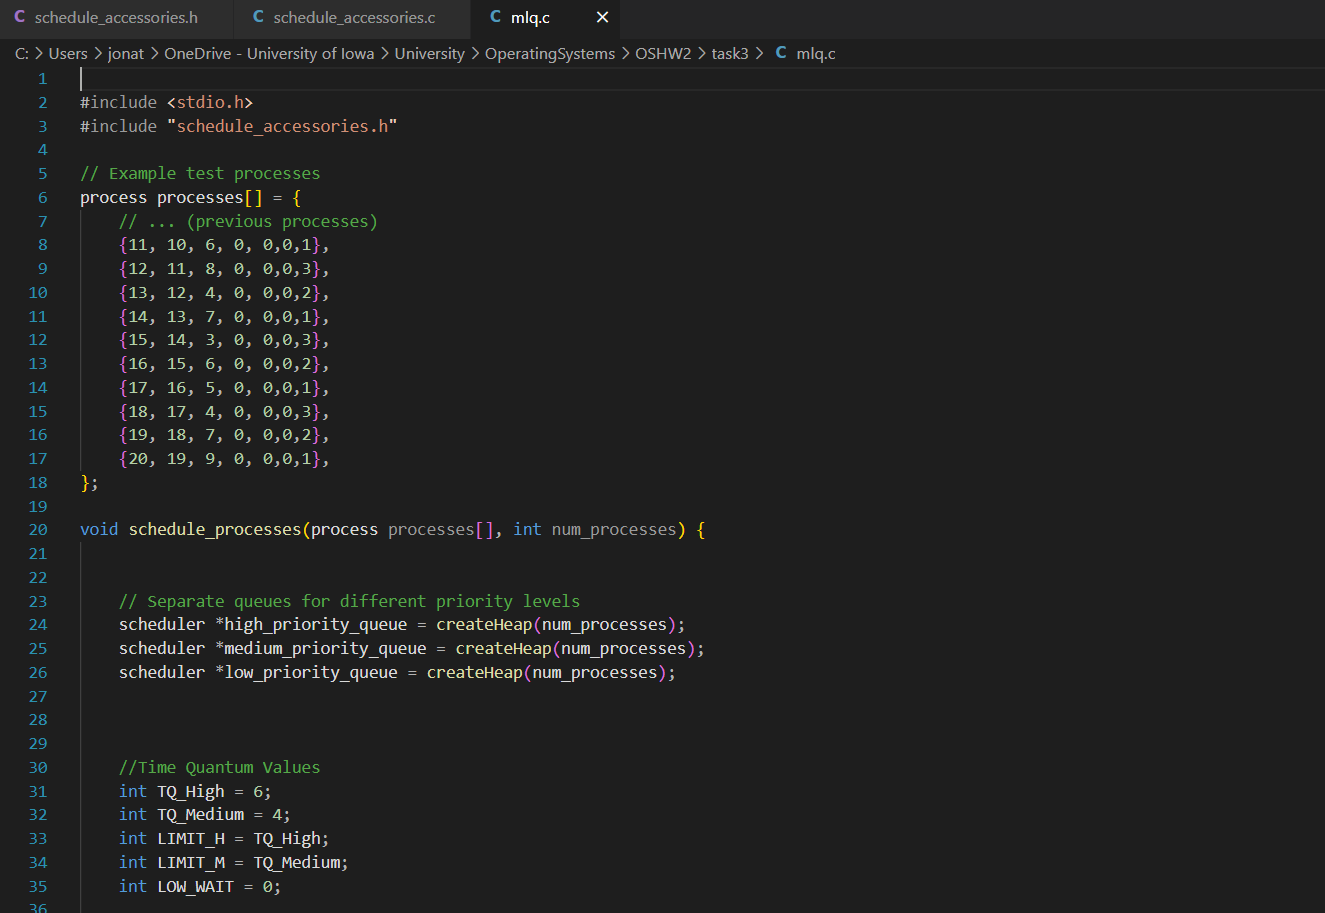 C schedule_accessories.h C schedule_accessories.c C mlq.c ×
C: > Users > jonat > OneDrive - University of Iowa > University > OperatingSystems > OSHW2 > task3 > C mlq.c
1
2 #include <stdio.h>
3 #include "schedule_accessories.h"
4
5 // Example test processes
6 process processes[] = {
7 // ... (previous processes)
8 {11, 10, 6, 0, 0,0,1},
9 {12, 11, 8, 0, 0,0,3},
10 {13, 12, 4, 0, 0,0,2},
11 {14, 13, 7, 0, 0,0,1},
12 {15, 14, 3, 0, 0,0,3},
13 {16, 15, 6, 0, 0,0,2},
14 {17, 16, 5, 0, 0,0,1},
15 {18, 17, 4, 0, 0,0,3},
16 {19, 18, 7, 0, 0,0,2},
17 {20, 19, 9, 0, 0,0,1},
18 };
19
20 void schedule_processes(process processes[], int num_processes) {
21
22
23 // Separate queues for different priority levels
24 scheduler *high_priority_queue = createHeap(num_processes);
25 scheduler *medium_priority_queue = createHeap(num_processes);
26 scheduler *low_priority_queue = createHeap(num_processes);
27
28
29
30 //Time Quantum Values
31 int TQ_High = 6;
32 int TQ_Medium = 4;
33 int LIMIT_H = TQ_High;
34 int LIMIT_M = TQ_Medium;
35 int LOW_WAIT = 0;
36